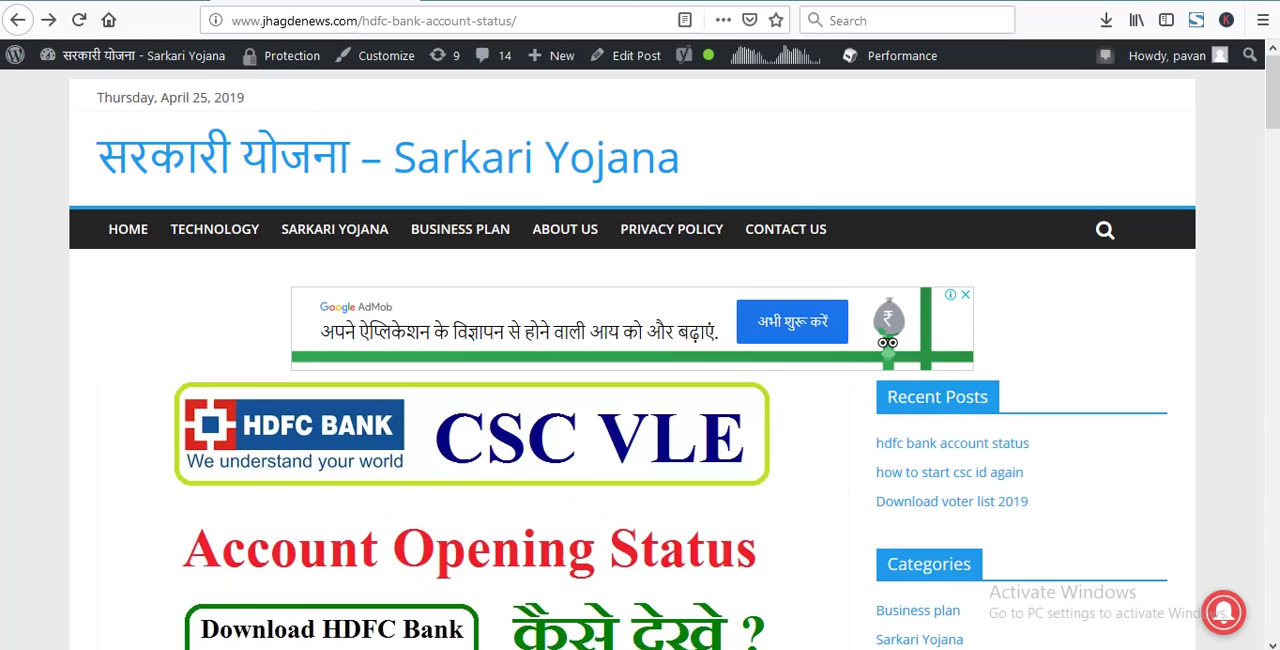 www.jhagdenews.com/hdfc-bank-account-status/
Search
सरकारी योजना - Sarkari Yojana
Protection
Customize
9
14
New
Edit Post
Performance
Howdy, pavan
Thursday, April 25, 2019
सरकारी योजना – Sarkari Yojana
HOME
TECHNOLOGY
SARKARI YOJANA
BUSINESS PLAN
ABOUT US
PRIVACY POLICY
CONTACT US
Google AdMob
अपने ऐप्लिकेशन के विज्ञापन से होने वाली आय को और बढ़ाएं.
अभी शुरू करें
HDFC BANK
We understand your world
CSC VLE
Account Opening Status
Download HDFC Bank
कैसे देखे ?
Recent Posts
hdfc bank account status
how to start csc id again
Download voter list 2019
Categories
Business plan
Sarkari Yojana
Activate Windows
Go to PC settings to activate Windows.